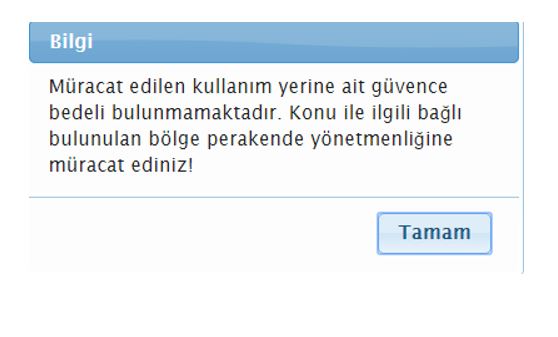 Bilgi
Müracat edilen kullanım yerine ait güvence
bedeli bulunmamaktadır. Konu ile ilgili bağlı
bulunulan bölge perakende yönetmenliğine
müracat ediniz!
Tamam